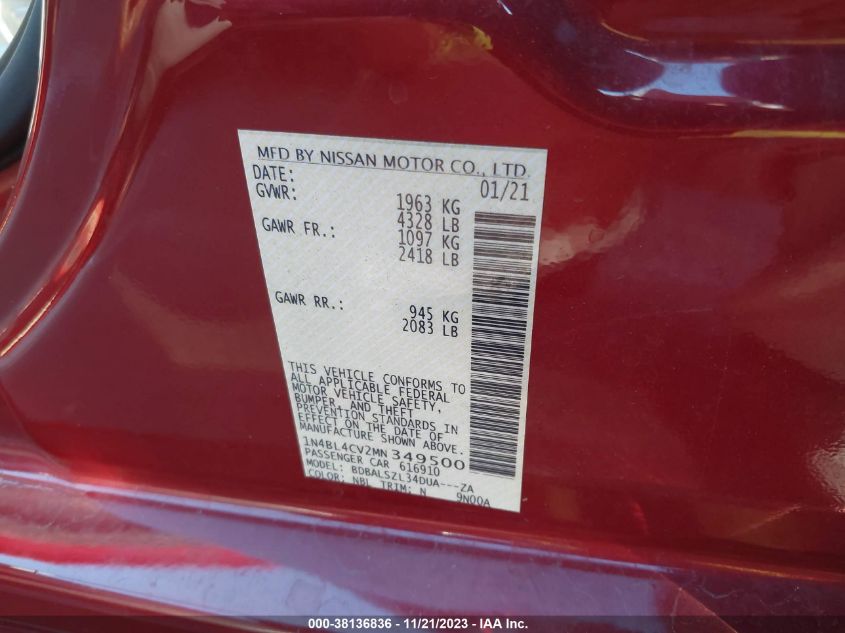 MFD BY NISSAN MOTOR CO., LTD.
DATE: 01/21
GVWR: 1963 KG
4328 LB
GAWR FR.: 1097 KG
2418 LB
GAWR RR.: 945 KG
2083 LB
THIS VEHICLE CONFORMS TO
ALL APPLICABLE FEDERAL
MOTOR VEHICLE SAFETY,
BUMPER, AND THEFT
PREVENTION STANDARDS IN
EFFECT ON THE DATE OF
MANUFACTURE SHOWN ABOVE.
1N4BL4CV2MN349500
PASSENGER CAR 616910
MODEL: BDBALSZL34DUA---ZA
COLOR: NBL TRIM: N 9N00A
000-38136836 - 11/21/2023 - IAA Inc.